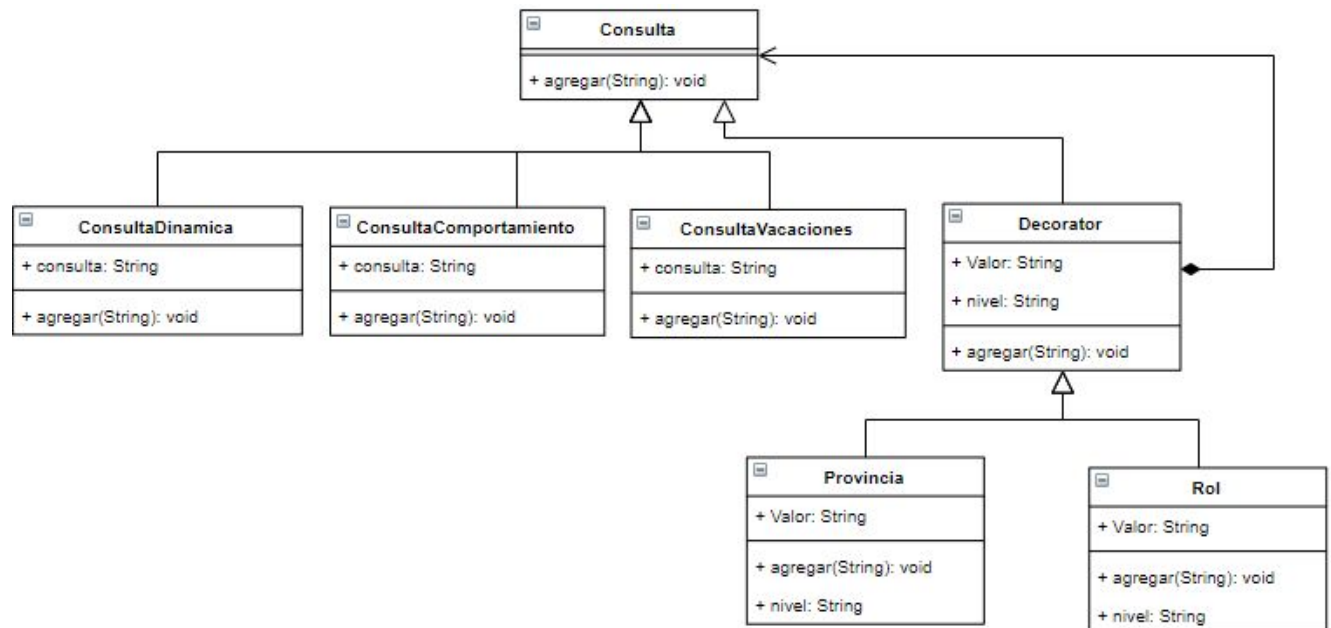 Consulta
+ agregar(String): void
ConsultaDinamica
+ consulta: String
+ agregar(String): void
ConsultaComportamiento
+ consulta: String
+ agregar(String): void
ConsultaVacaciones
+ consulta: String
+ agregar(String): void
Decorator
+ Valor: String
+ nivel: String
+ agregar(String): void
Provincia
+ Valor: String
+ agregar(String): void
+ nivel: String
Rol
+ Valor: String
+ agregar(String): void
+ nivel: String